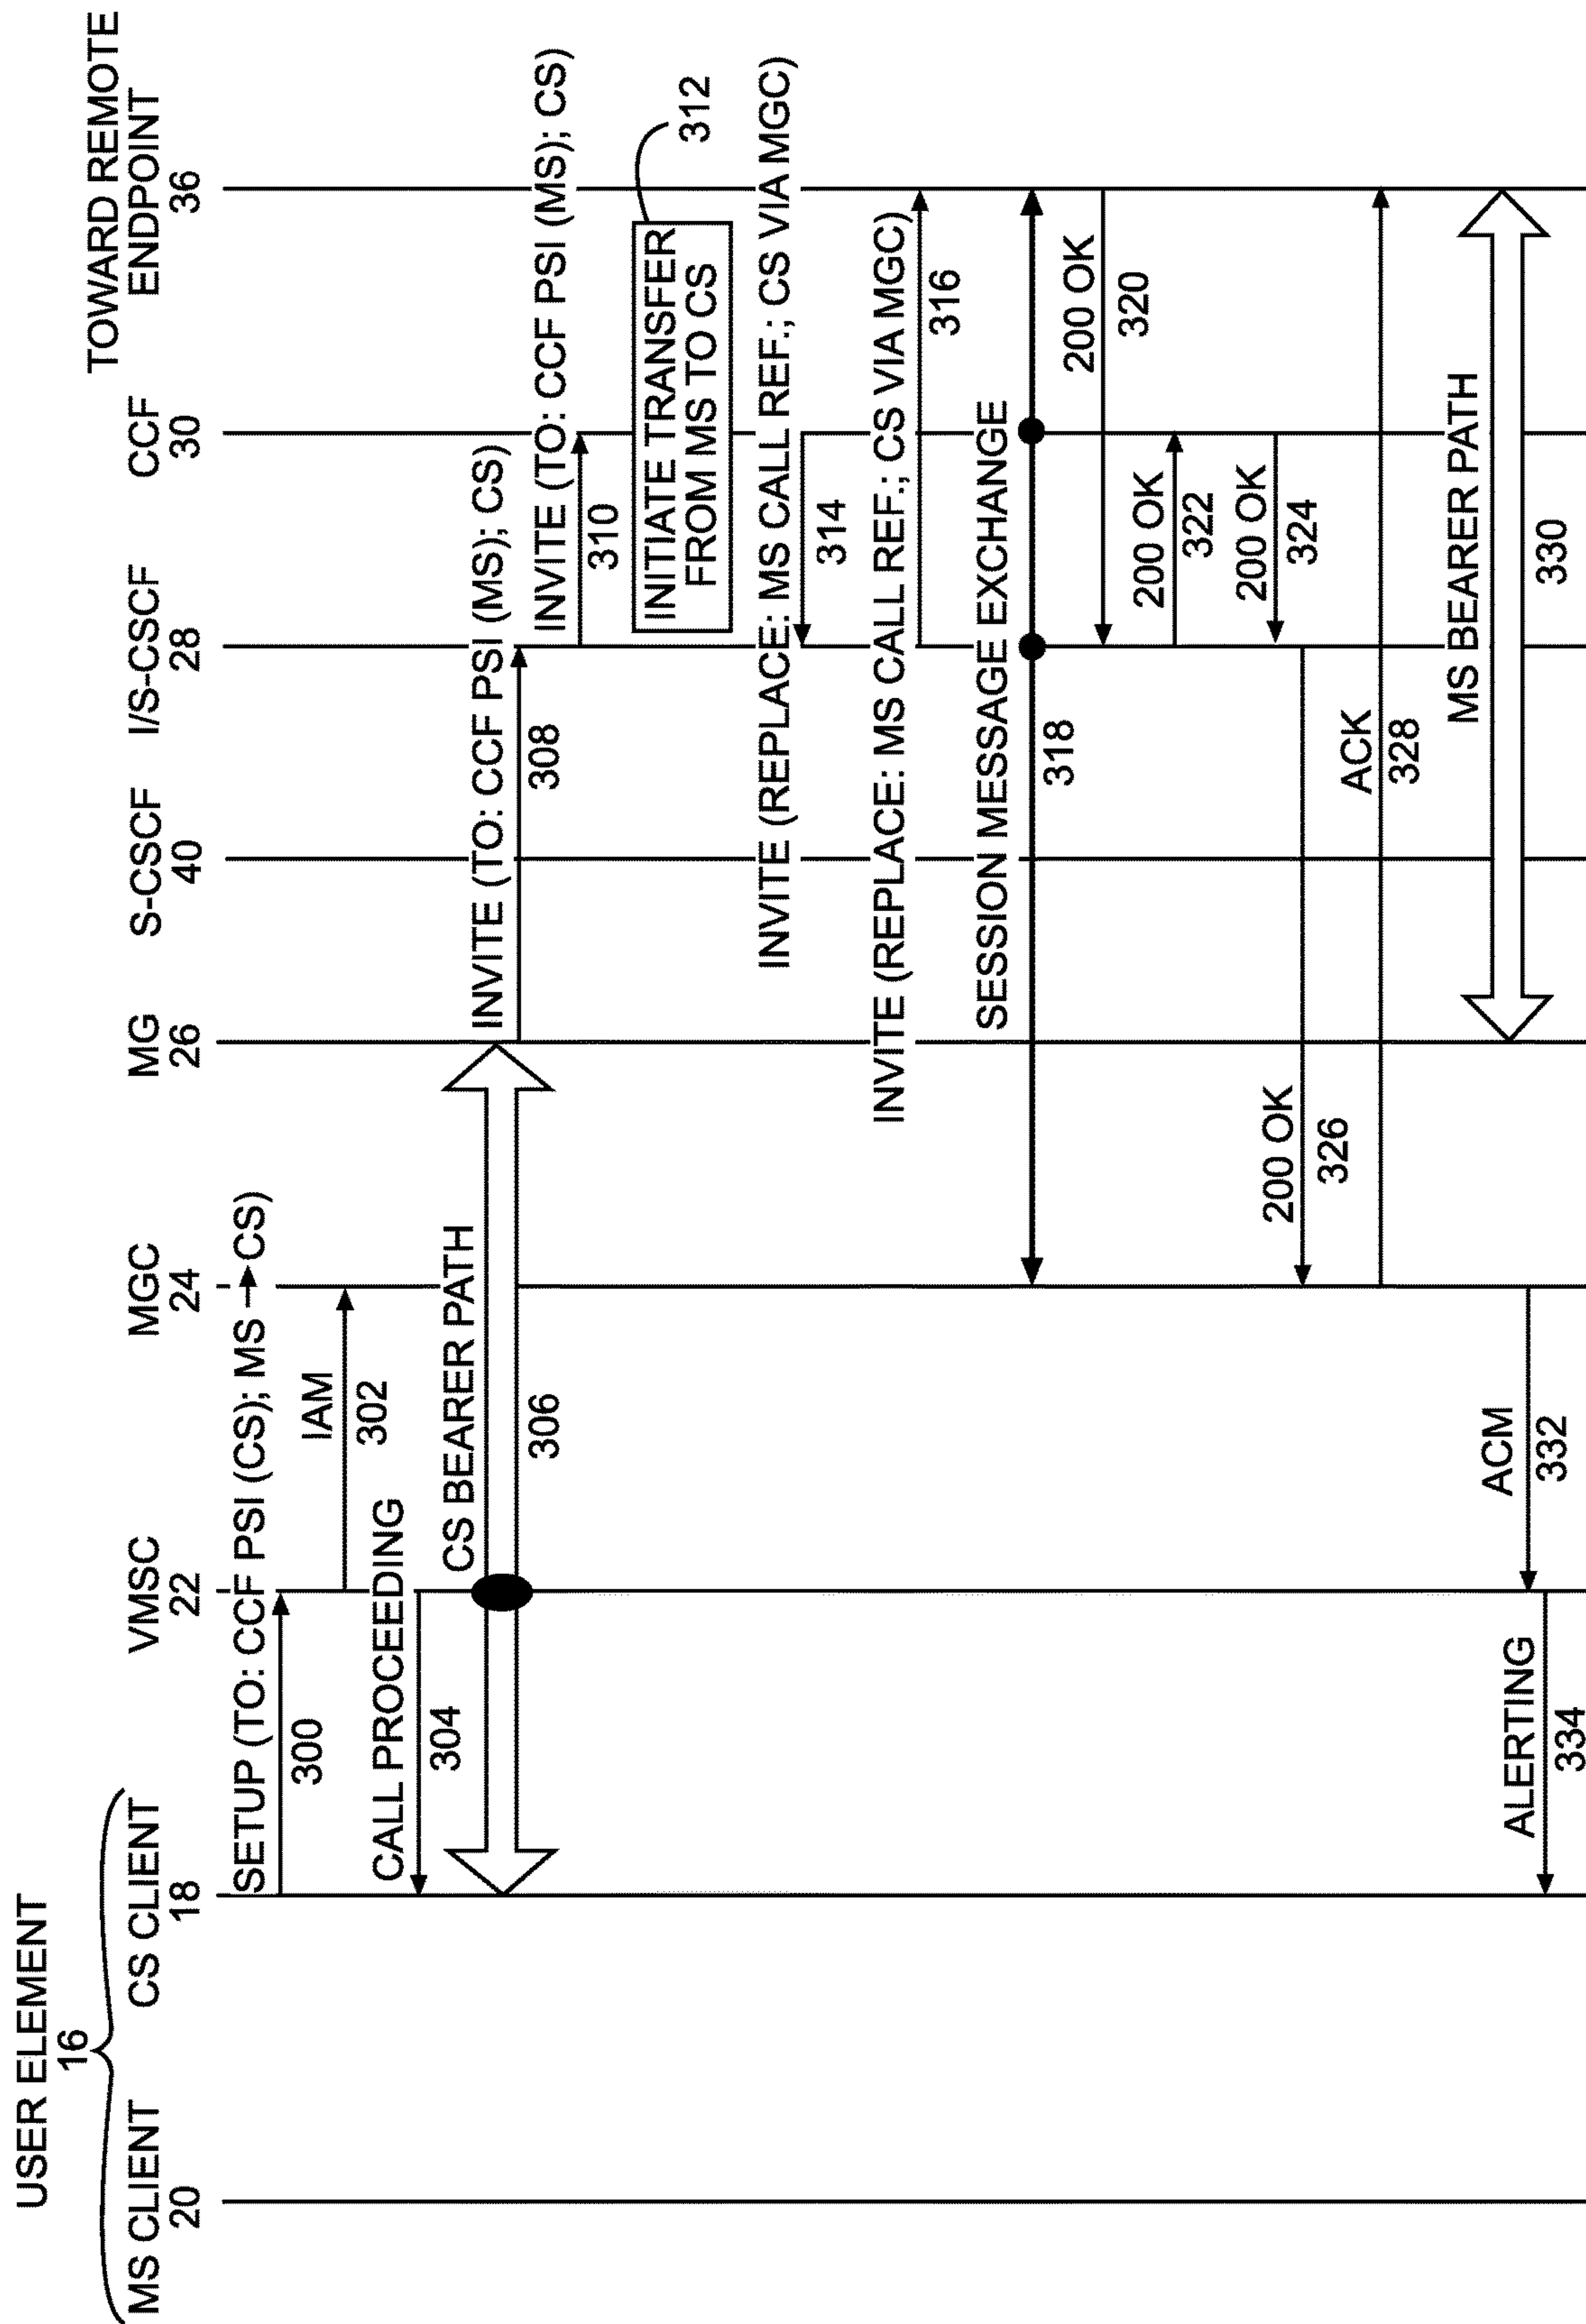 USER ELEMENT
16
MS CLIENT
20
CS CLIENT
18
VMSC
22
MGC
24
MG
26
S-CSCF
40
I/S-CSCF
28
CCF
30
TOWARD REMOTE
ENDPOINT
36
SETUP (TO: CCF PSI (CS); MS → CS)
300
IAM
302
CALL PROCEEDING
304
CS BEARER PATH
306
INVITE (TO: CCF PSI (MS); CS)
308
INVITE (TO: CCF PSI (MS); CS)
310
INITIATE TRANSFER
FROM MS TO CS
312
INVITE (REPLACE: MS CALL REF.; CS VIA MGC)
314
INVITE (REPLACE: MS CALL REF.; CS VIA MGC)
316
SESSION MESSAGE EXCHANGE
318
200 OK
320
200 OK
322
200 OK
324
200 OK
326
ACK
328
MS BEARER PATH
330
ACM
332
ALERTING
334